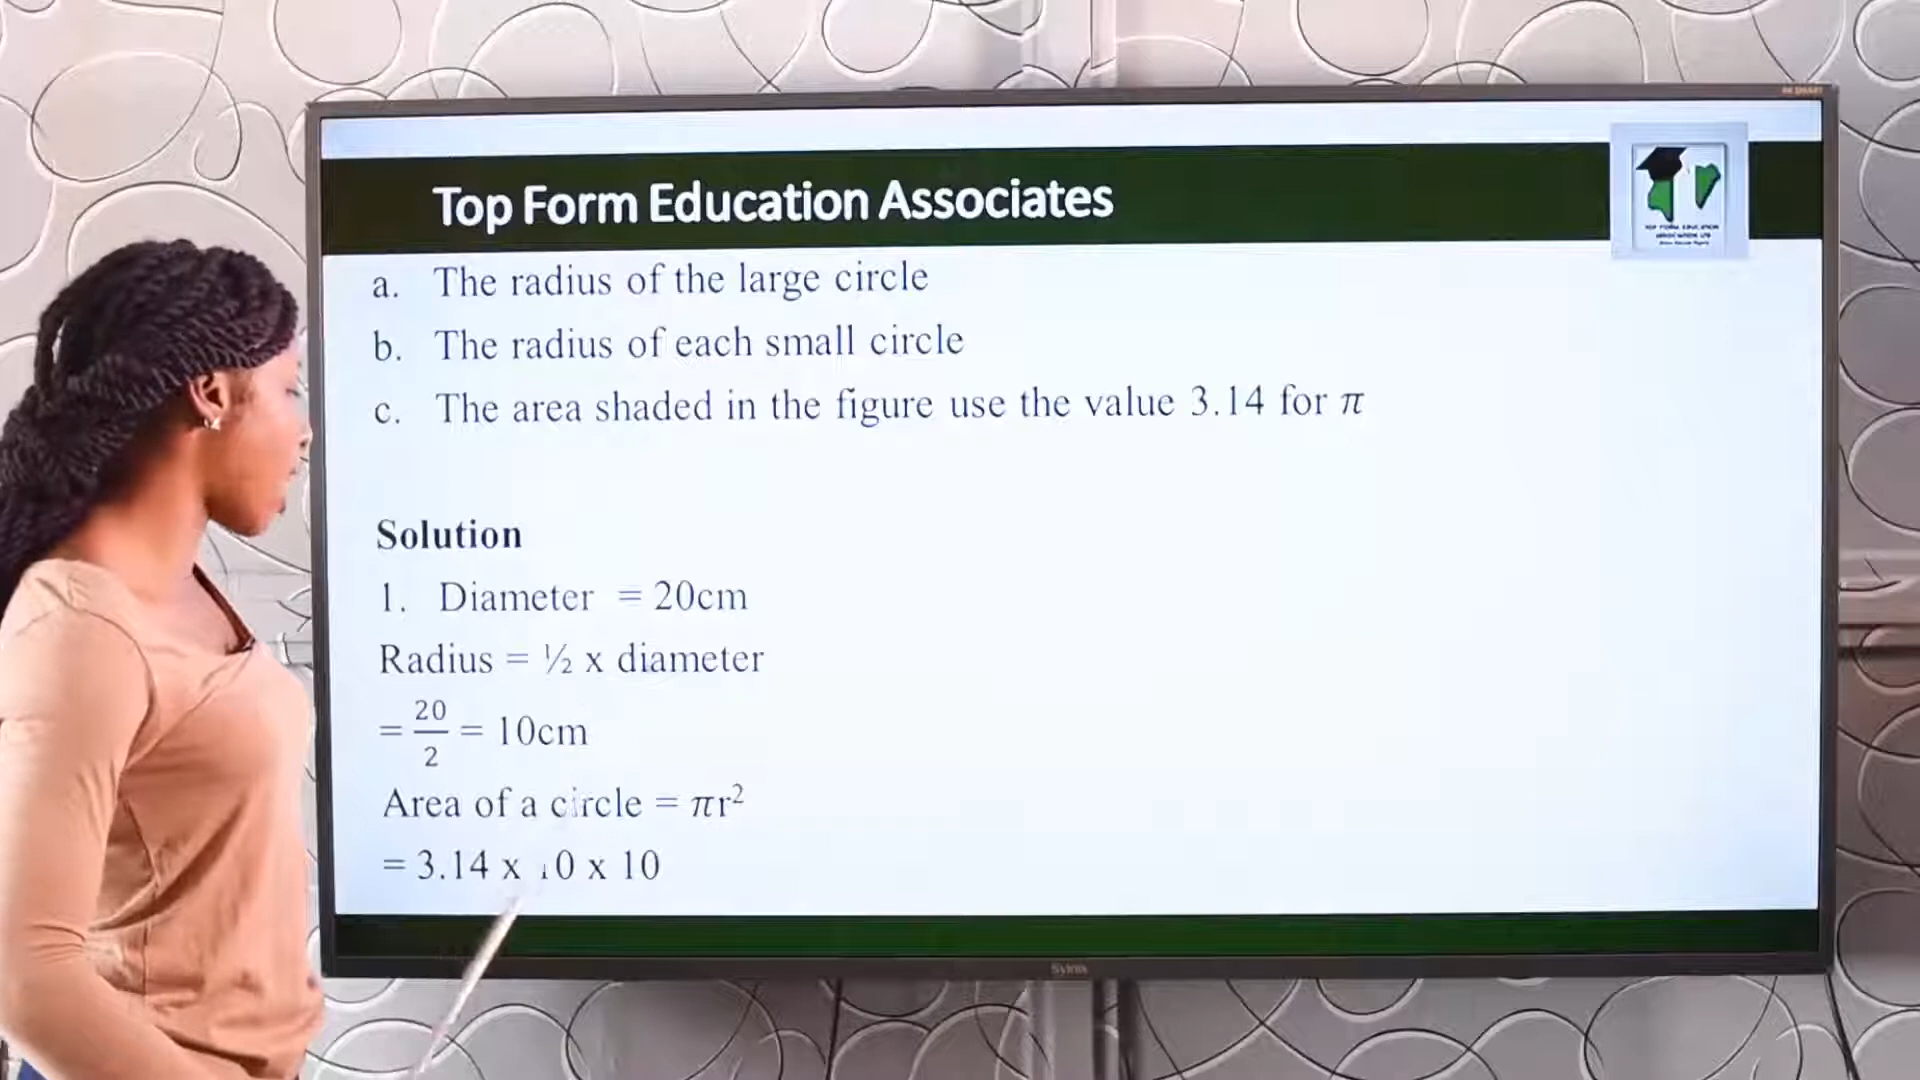 Top Form Education Associates
a. The radius of the large circle
b. The radius of each small circle
c. The area shaded in the figure use the value 3.14 for π
Solution
1. Diameter = 20cm
Radius = ½ x diameter
= 20/2 = 10cm
Area of a circle = πr²
= 3.14 x 10 x 10